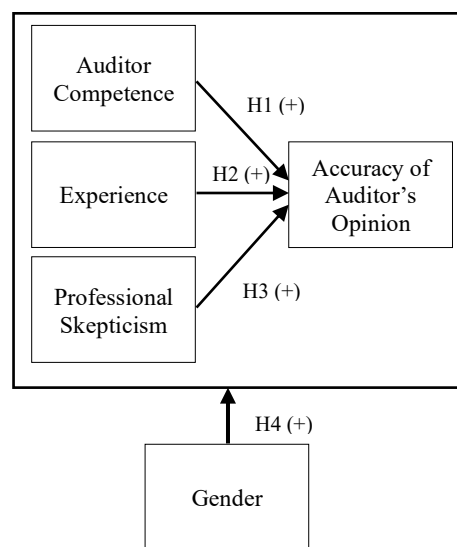 Auditor
Competence
H1 (+)
Experience
H2 (+)
Accuracy of
Auditor’s
Opinion
Professional
Skepticism
H3 (+)
H4 (+)
Gender